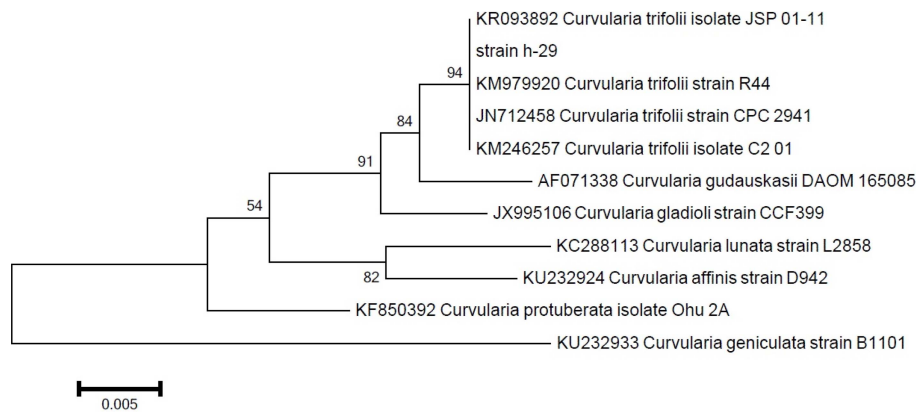 KR093892 Curvularia trifolii isolate JSP 01-11
strain h-29
94
KM979920 Curvularia trifolii strain R44
84
JN712458 Curvularia trifolii strain CPC 2941
KM246257 Curvularia trifolii isolate C2 01
91
AF071338 Curvularia gudauskasii DAOM 165085
54
JX995106 Curvularia gladioli strain CCF399
KC288113 Curvularia lunata strain L2858
82
KU232924 Curvularia affinis strain D942
KF850392 Curvularia protuberata isolate Ohu 2A
KU232933 Curvularia geniculata strain B1101
0.005